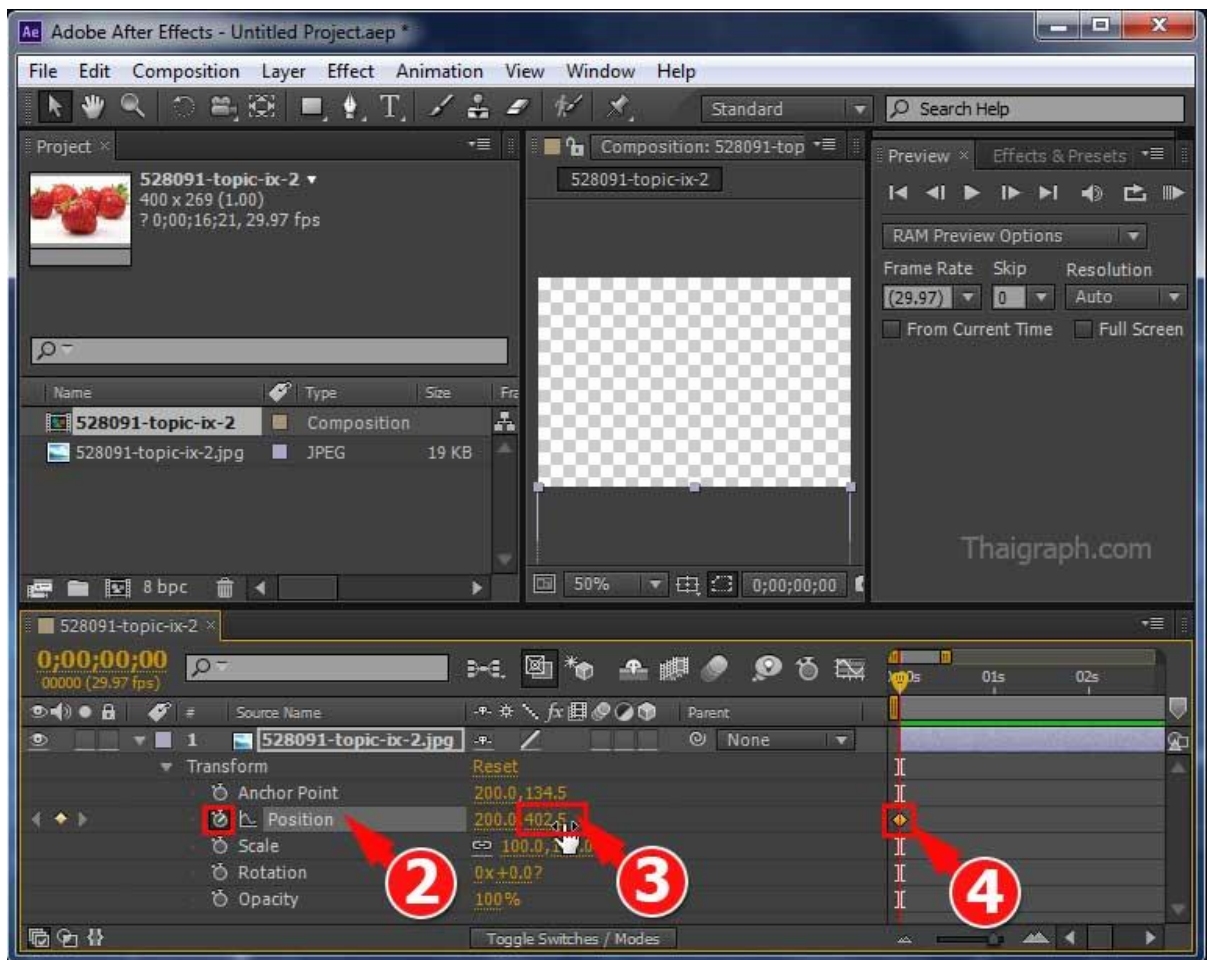 Ae Adobe After Effects - Untitled Project.aep *
File Edit Composition Layer Effect Animation View Window Help
T Standard Search Help
Project ×
528091-topic-ix-2
400 x 269 (1.00)
? 0;00;16;21, 29.97 fps
Name Type Size Fra
528091-topic-ix-2 Composition
528091-topic-ix-2.jpg JPEG 19 KB
8 bpc
Composition: 528091-top
528091-topic-ix-2
50% 0;00;00;00
Preview × Effects & Presets
RAM Preview Options
Frame Rate Skip Resolution
(29.97) 0 Auto
From Current Time Full Screen
Thaigraph.com
528091-topic-ix-2 ×
0;00;00;00
00000 (29.97 fps)
01s 02s
# Source Name fx Parent
1 528091-topic-ix-2.jpg None
Transform Reset
Anchor Point 200.0,134.5
Position 200.0,402.5
Scale 100.0,
Rotation 0x+0.0?
Opacity 100%
2
3
4
Toggle Switches / Modes